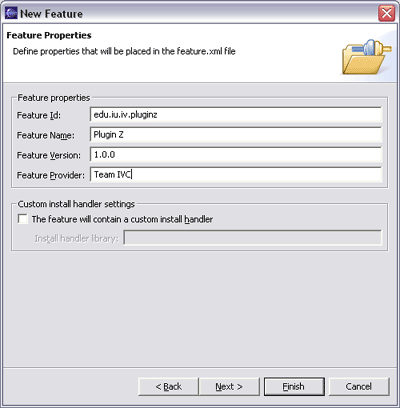 New Feature
Feature Properties
Define properties that will be placed in the feature.xml file
Feature properties
Feature Id: edu.iu.iv.pluginz
Feature Name: Plugin Z
Feature Version: 1.0.0
Feature Provider: Team IVC
Custom install handler settings
The feature will contain a custom install handler
Install handler library:
< Back Next > Finish Cancel